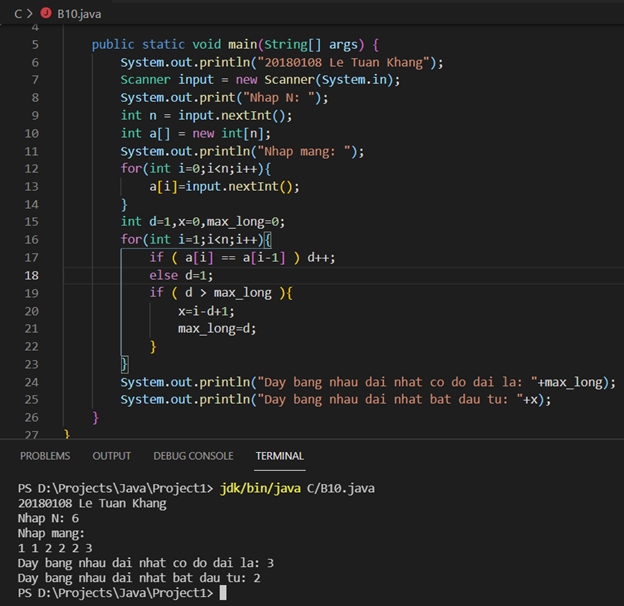 C > B10.java
4
5 public static void main(String[] args) {
6 System.out.println("20180108 Le Tuan Khang");
7 Scanner input = new Scanner(System.in);
8 System.out.print("Nhap N: ");
9 int n = input.nextInt();
10 int a[] = new int[n];
11 System.out.println("Nhap mang: ");
12 for(int i=0;i<n;i++){
13 a[i]=input.nextInt();
14 }
15 int d=1,x=0,max_long=0;
16 for(int i=1;i<n;i++){
17 if ( a[i] == a[i-1] ) d++;
18 else d=1;
19 if ( d > max_long ){
20 x=i-d+1;
21 max_long=d;
22 }
23 }
24 System.out.println("Day bang nhau dai nhat co do dai la: "+max_long);
25 System.out.println("Day bang nhau dai nhat bat dau tu: "+x);
26 }
27 }
PROBLEMS OUTPUT DEBUG CONSOLE TERMINAL
PS D:\Projects\Java\Project1> jdk/bin/java C/B10.java
20180108 Le Tuan Khang
Nhap N: 6
Nhap mang:
1 1 2 2 2 3
Day bang nhau dai nhat co do dai la: 3
Day bang nhau dai nhat bat dau tu: 2
PS D:\Projects\Java\Project1>